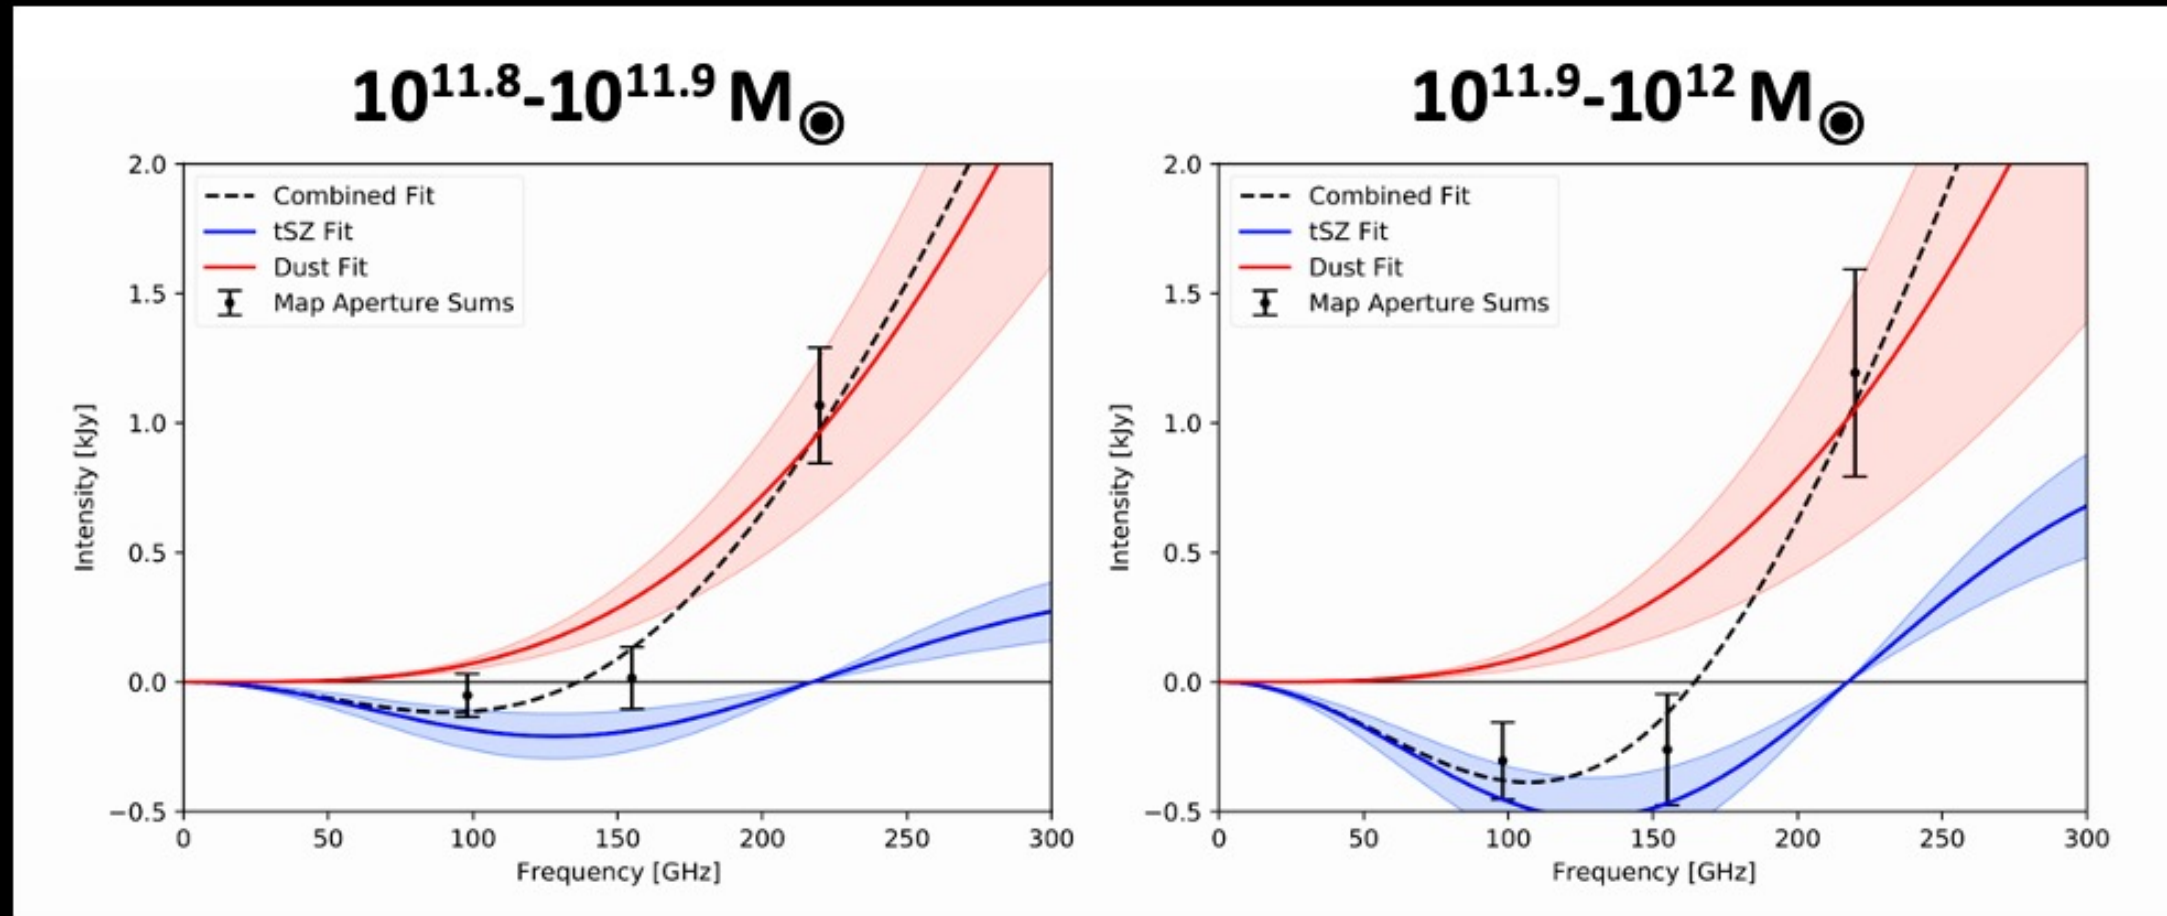 10^11.8-10^11.9 M☉
2.0
1.5
1.0
0.5
0.0
−0.5
Intensity [kJy]
Combined Fit
tSZ Fit
Dust Fit
Map Aperture Sums
0 50 100 150 200 250 300
Frequency [GHz]
10^11.9-10^12 M☉
2.0
1.5
1.0
0.5
0.0
−0.5
Intensity [kJy]
Combined Fit
tSZ Fit
Dust Fit
Map Aperture Sums
0 50 100 150 200 250 300
Frequency [GHz]